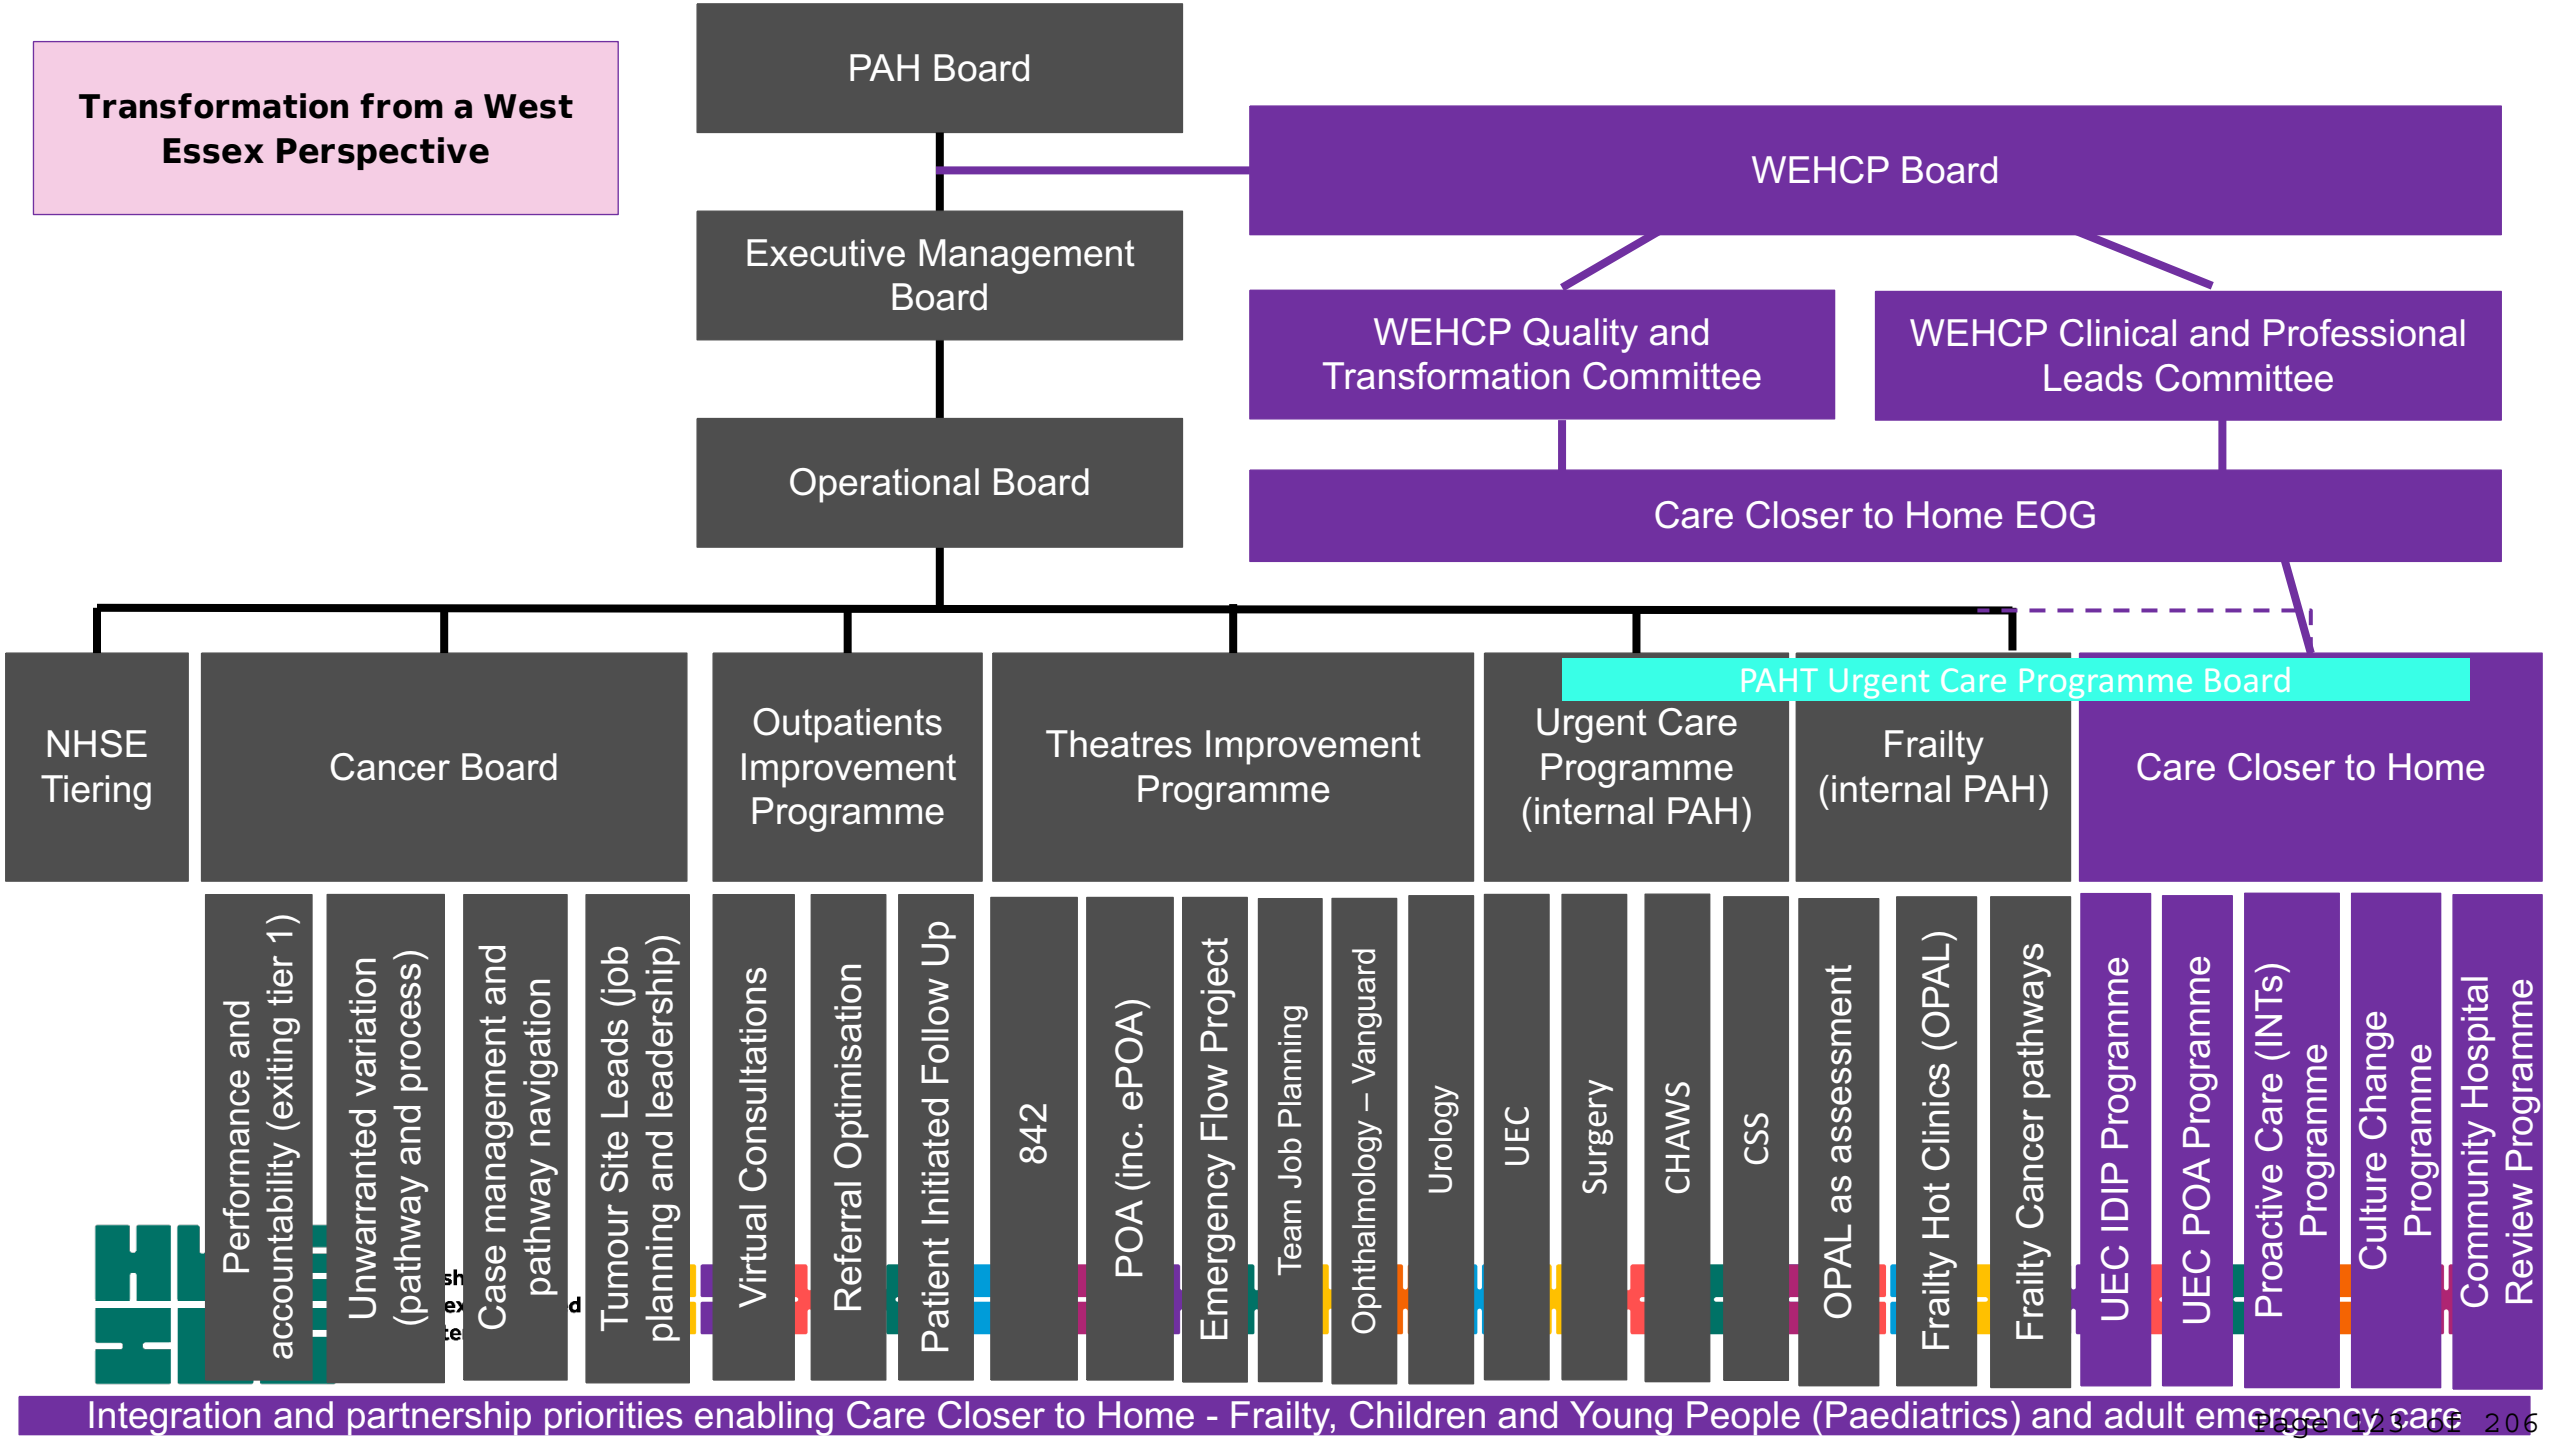 Transformation from a West
Essex Perspective
PAH Board
WEHCP Board
Executive Management
Board
WEHCP Quality and
Transformation Committee
WEHCP Clinical and Professional
Leads Committee
Operational Board
Care Closer to Home EOG
PAHT Urgent Care Programme Board
NHSE
Tiering
Cancer Board
Outpatients
Improvement
Programme
Theatres Improvement
Programme
Urgent Care
Programme
(internal PAH)
Frailty
(internal PAH)
Care Closer to Home
Performance and
accountability (exiting tier 1)
Unwarranted variation
(pathway and process)
Case management and
pathway navigation
Tumour Site Leads (job
planning and leadership)
Virtual Consultations
Referral Optimisation
Patient Initiated Follow Up
842
POA (inc. ePOA)
Emergency Flow Project
Team Job Planning
Ophthalmology – Vanguard
Urology
UEC
Surgery
CHAWS
CSS
OPAL as assessment
Frailty Hot Clinics (OPAL)
Frailty Cancer pathways
UEC IDIP Programme
UEC POA Programme
Proactive Care (INTs)
Programme
Culture Change
Programme
Community Hospital
Review Programme
Integration and partnership priorities enabling Care Closer to Home - Frailty, Children and Young People (Paediatrics) and adult emergency care
Page 123 of 206